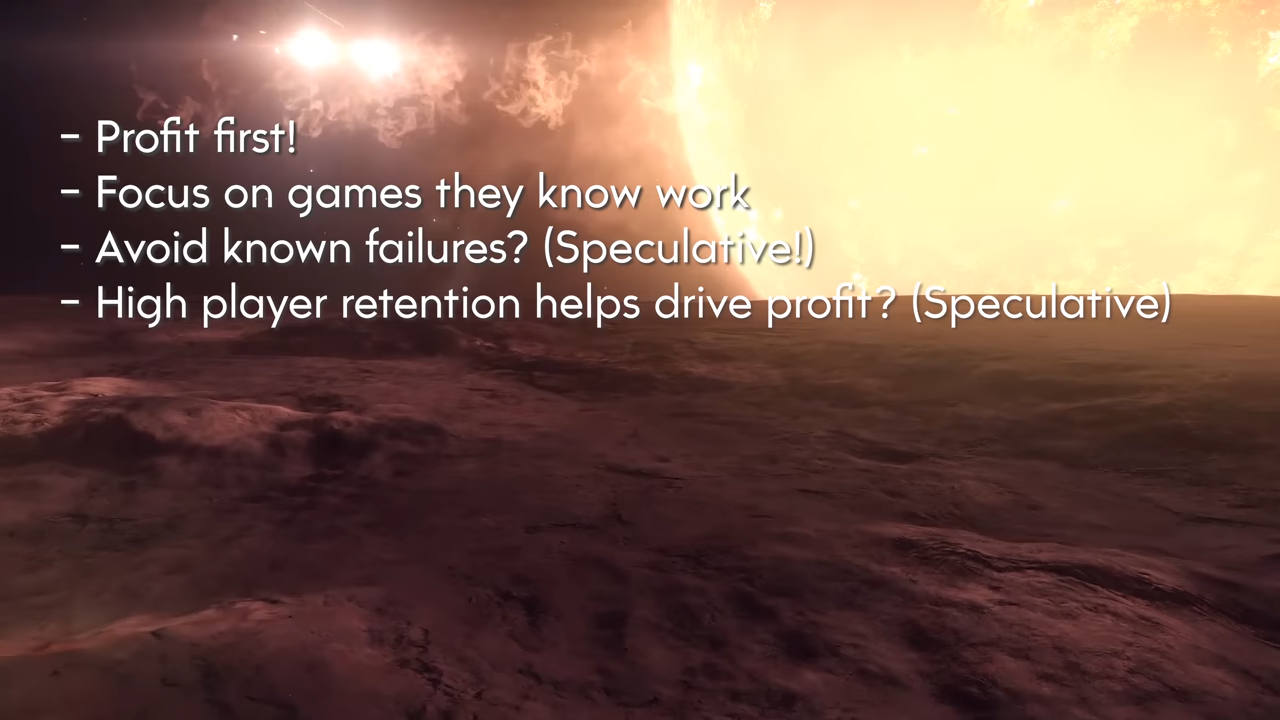 - Profit first!
- Focus on games they know work
- Avoid known failures? (Speculative!)
- High player retention helps drive profit? (Speculative)